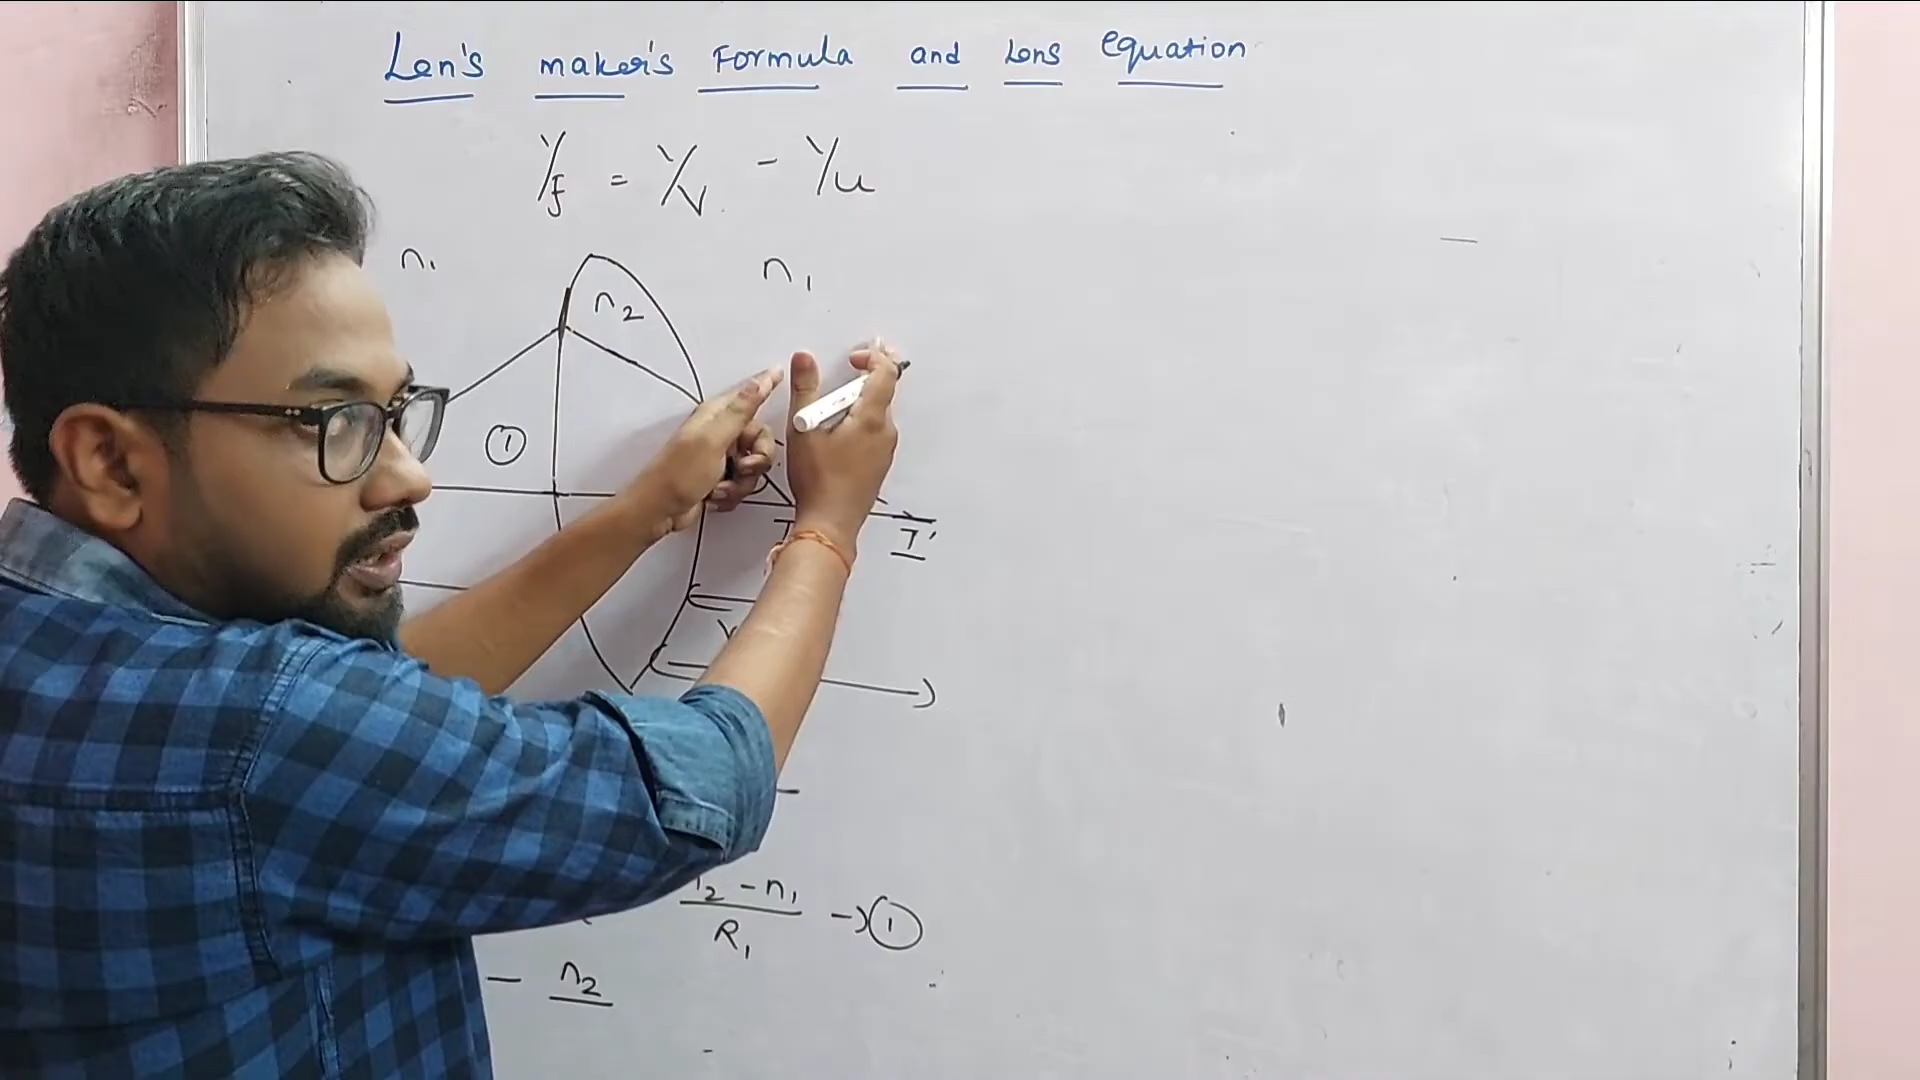 Len's maker's Formula and Lens equation
1/f = 1/v - 1/u
n1 n1
n2
①
I'
n2 - n1
R1 → ①
- n2